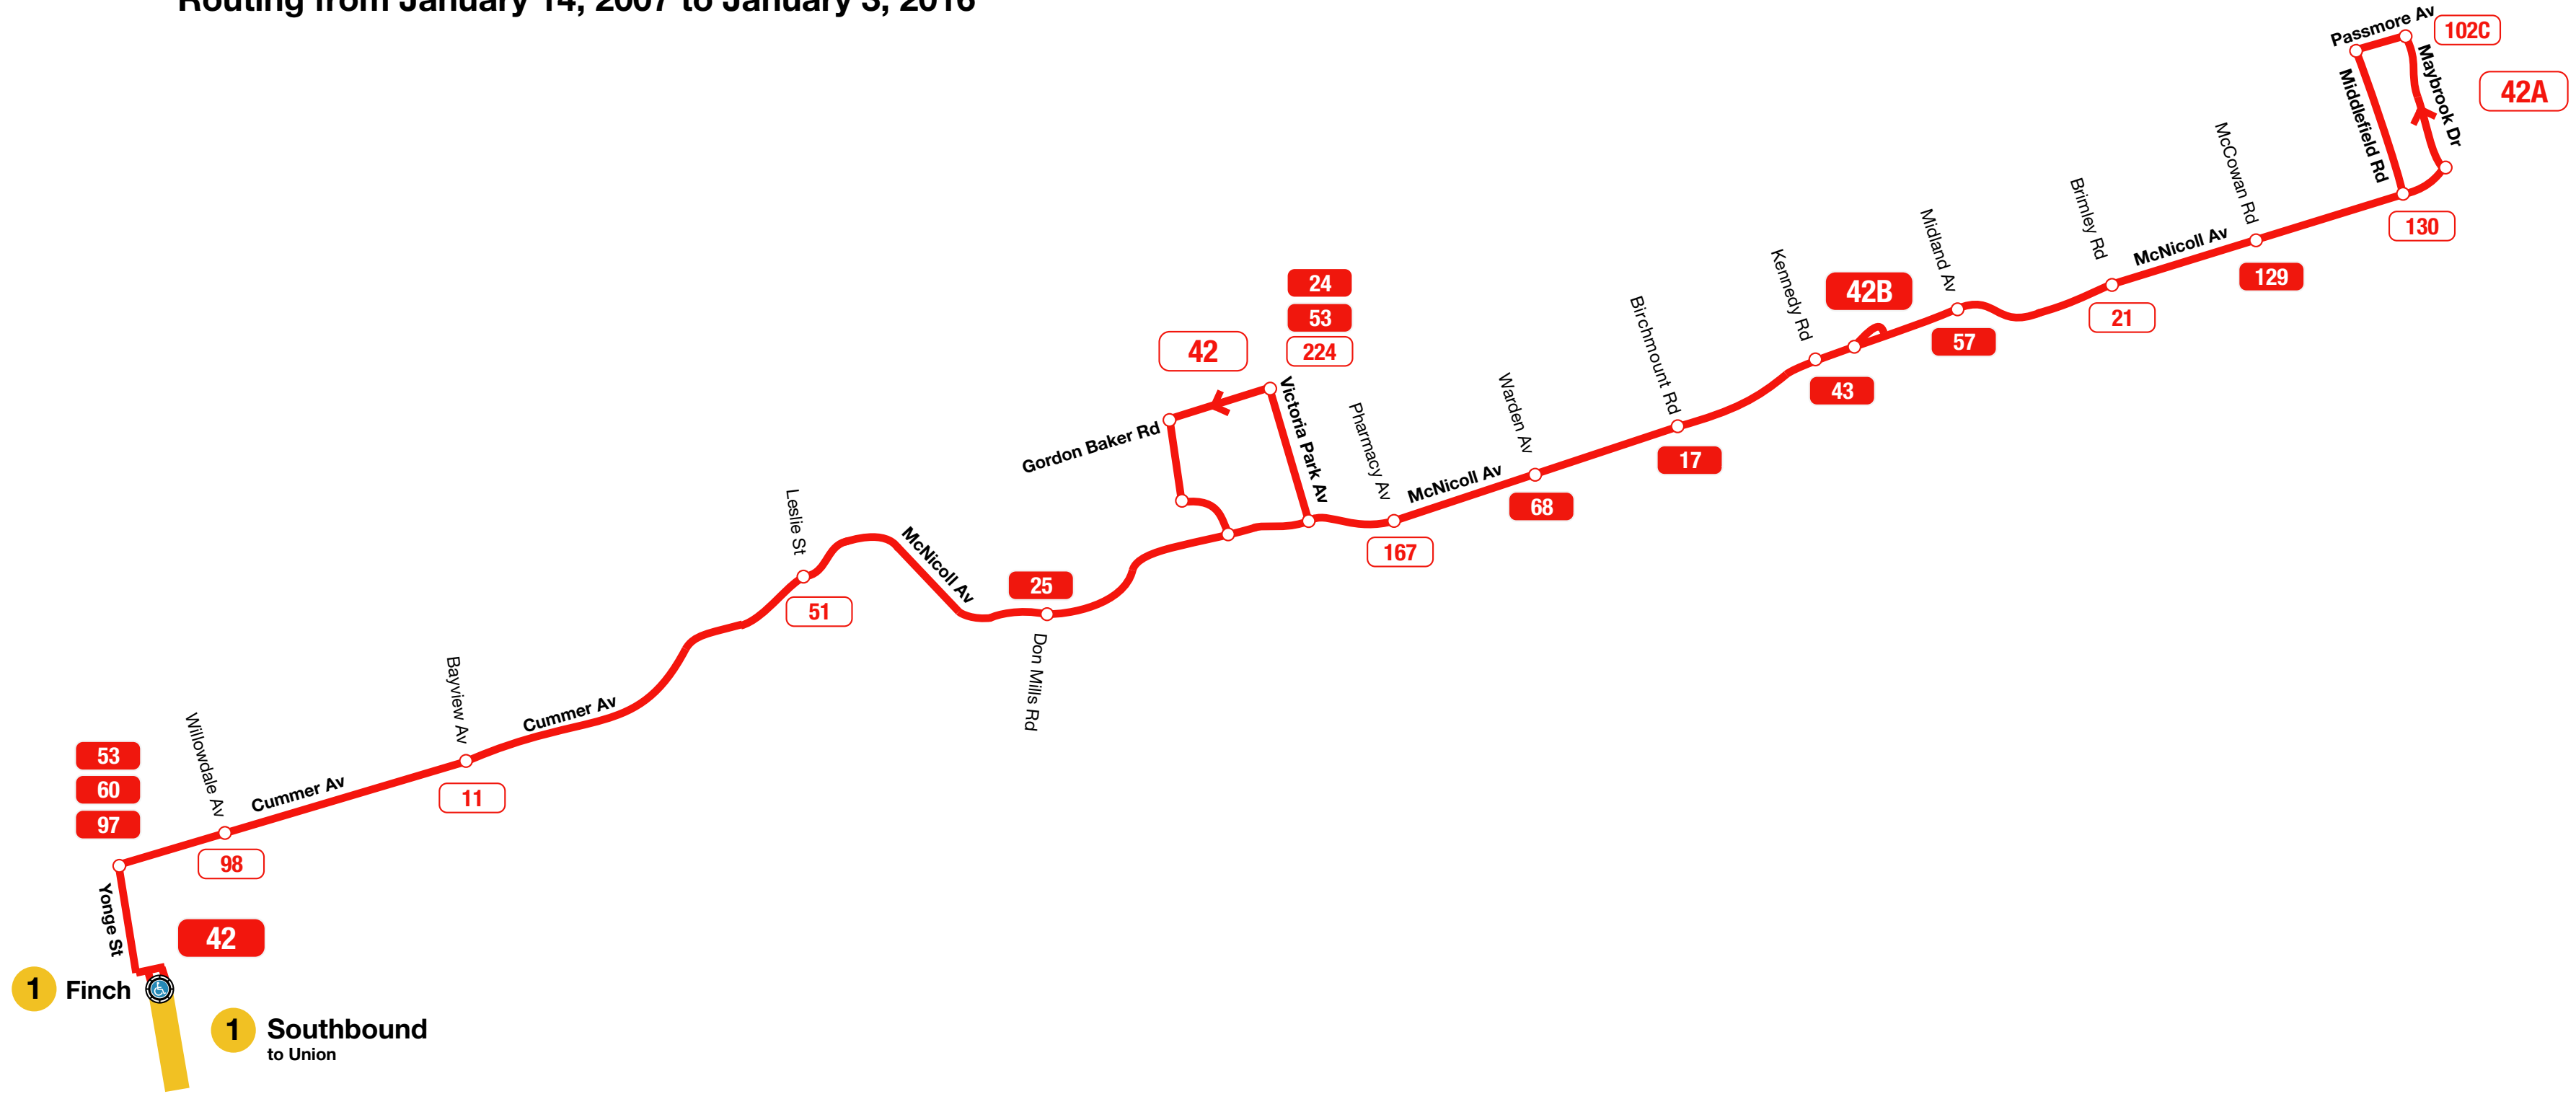 Routing from January 14, 2007 to January 3, 2016
Passmore Av
102C
Maybrook Dr
42A
Middlefield Rd
130
McCowan Rd
129
McNicoll Av
Brimley Rd
21
Midland Av
57
42B
Kennedy Rd
43
Birchmount Rd
17
Warden Av
68
McNicoll Av
Pharmacy Av
167
24
53
224
42
Victoria Park Av
Gordon Baker Rd
25
Don Mills Rd
McNicoll Av
Leslie St
51
Cummer Av
Bayview Av
11
Cummer Av
Willowdale Av
98
53
60
97
Yonge St
42
1 Finch
1 Southbound
to Union